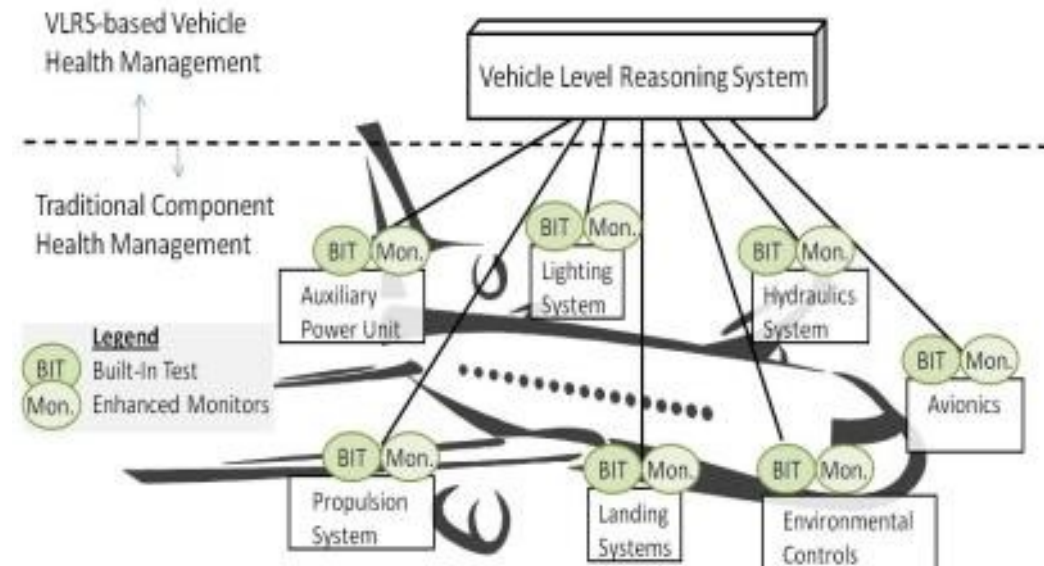 VLRS-based Vehicle
Health Management
Vehicle Level Reasoning System
Traditional Component
Health Management
BIT Mon.
Auxiliary
Power Unit
BIT Mon.
Lighting
System
BIT Mon.
Hydraulics
System
Legend
BIT Built-In Test
Mon. Enhanced Monitors
BIT Mon.
Avionics
BIT Mon.
Propulsion
System
BIT Mon.
Landing
Systems
BIT Mon.
Environmental
Controls